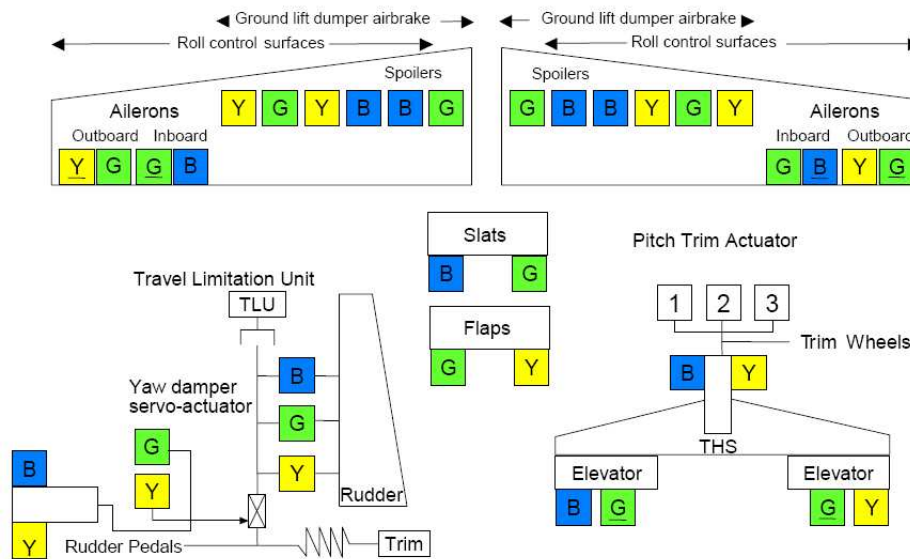 Ground lift dumper airbrake
Roll control surfaces
Spoilers
Ailerons
Outboard Inboard
Y G Y B B G
Y G G B
Ground lift dumper airbrake
Roll control surfaces
Spoilers
G B B Y G Y
Ailerons
Inboard Outboard
G B Y G
Slats
B G
Flaps
G Y
Pitch Trim Actuator
1 2 3
Trim Wheels
B Y
THS
Elevator Elevator
B G G Y
Travel Limitation Unit
TLU
Yaw damper
servo-actuator
B
G
Y
G
Y
B
Y
Rudder
Rudder Pedals
Trim